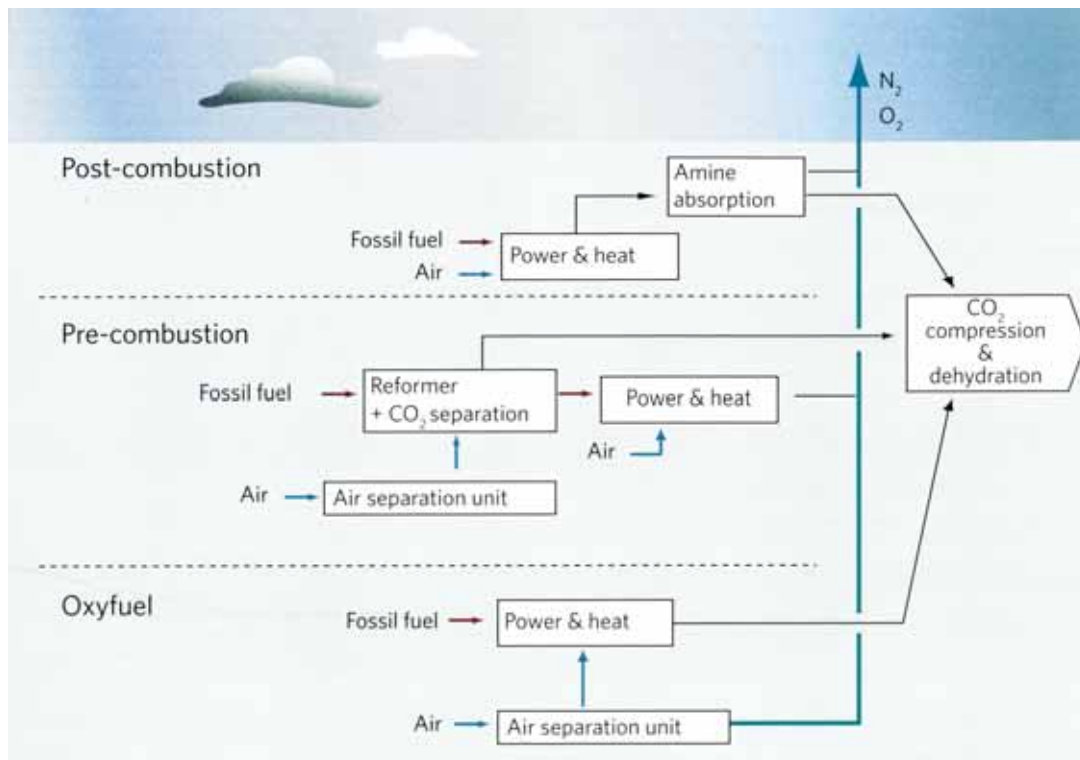 N₂
O₂
Post-combustion
Amine
absorption
Fossil fuel
Air
Power & heat
CO₂
compression
&
dehydration
Pre-combustion
Fossil fuel
Reformer
+ CO₂ separation
Power & heat
Air
Air
Air separation unit
Oxyfuel
Fossil fuel
Power & heat
Air
Air separation unit